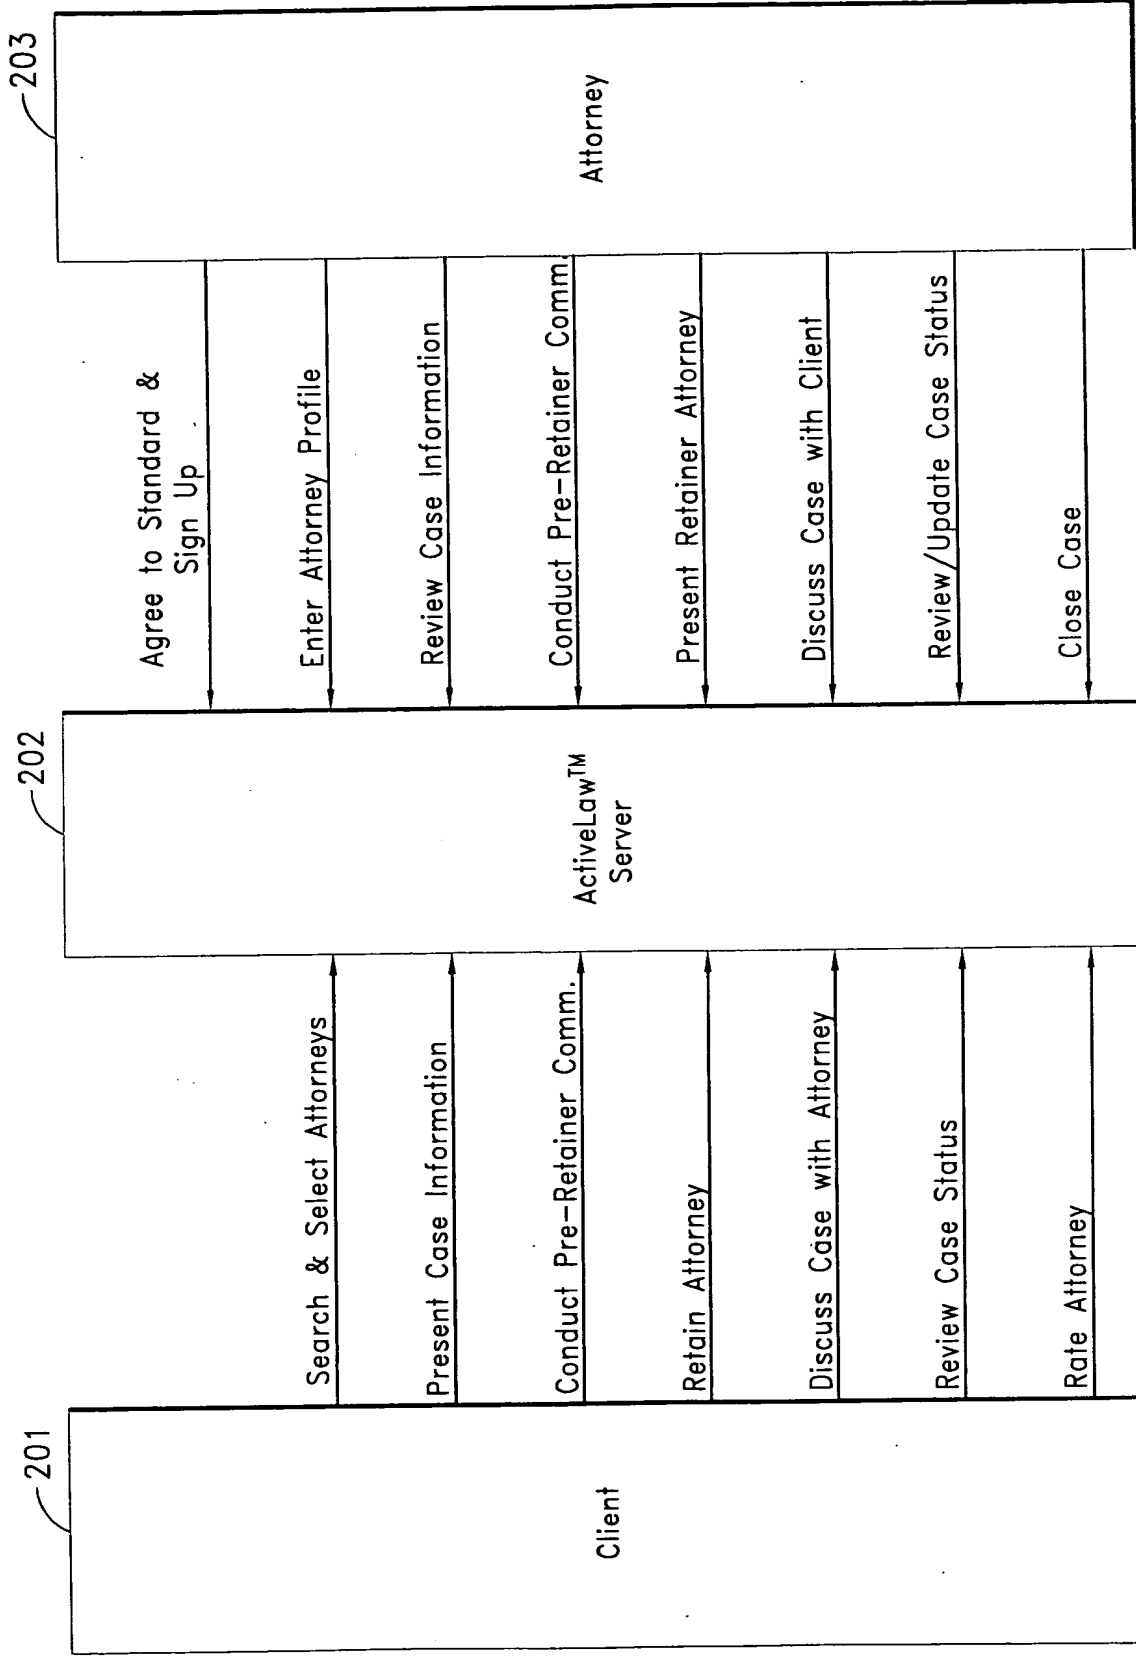 201
202
203
Client
ActiveLaw™
Server
Attorney
Search & Select Attorneys
Present Case Information
Conduct Pre-Retainer Comm.
Retain Attorney
Discuss Case with Attorney
Review Case Status
Rate Attorney
Agree to Standard &
Sign Up
Enter Attorney Profile
Review Case Information
Conduct Pre-Retainer Comm.
Present Retainer Attorney
Discuss Case with Client
Review/Update Case Status
Close Case